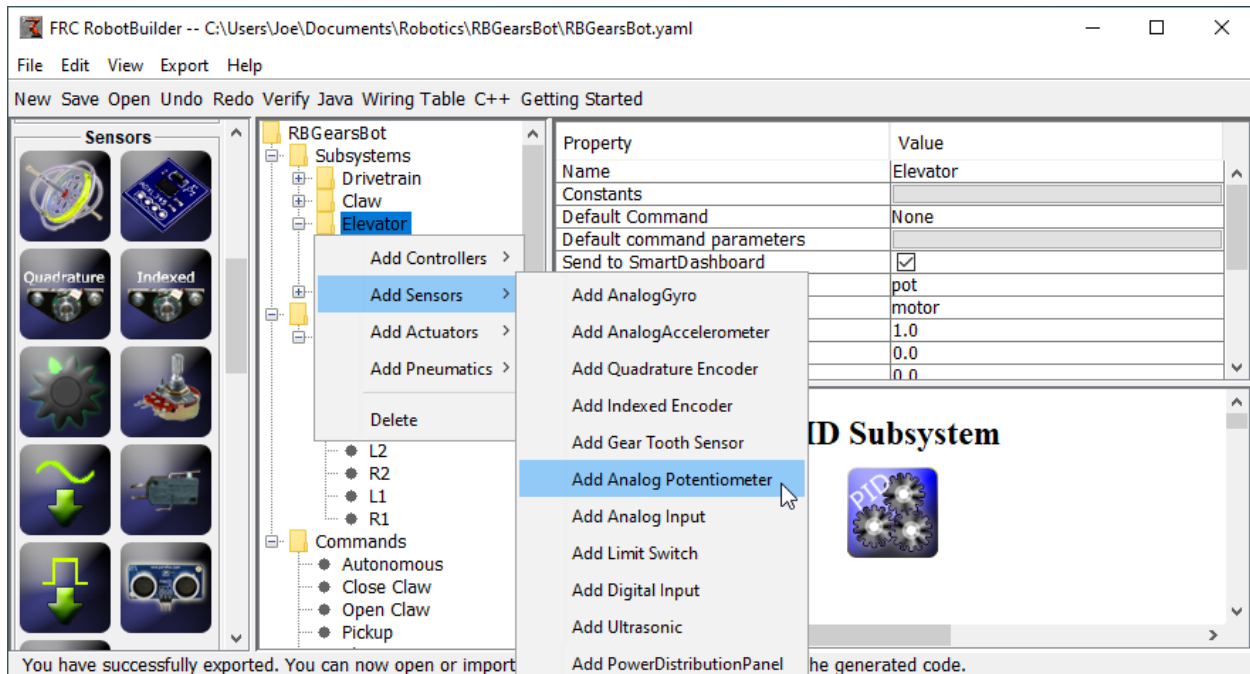 FRC RobotBuilder -- C:\Users\Joe\Documents\Robotics\RBGearsBot\RBGearsBot.yaml
File Edit View Export Help
New Save Open Undo Redo Verify Java Wiring Table C++ Getting Started
Sensors
Quadrature Indexed
RBGearsBot
Subsystems
Drivetrain
Claw
Elevator
Add Controllers
Add Sensors
Add Actuators
Add Pneumatics
Delete
L2
R2
L1
R1
Commands
Autonomous
Close Claw
Open Claw
Pickup
Add AnalogGyro
Add AnalogAccelerometer
Add Quadrature Encoder
Add Indexed Encoder
Add Gear Tooth Sensor
Add Analog Potentiometer
Add Analog Input
Add Limit Switch
Add Digital Input
Add Ultrasonic
Add PowerDistributionPanel
Property Value
Name Elevator
Constants
Default Command None
Default command parameters
Send to SmartDashboard
pot
motor
1.0
0.0
0.0
ID Subsystem
PID
You have successfully exported. You can now open or import he generated code.